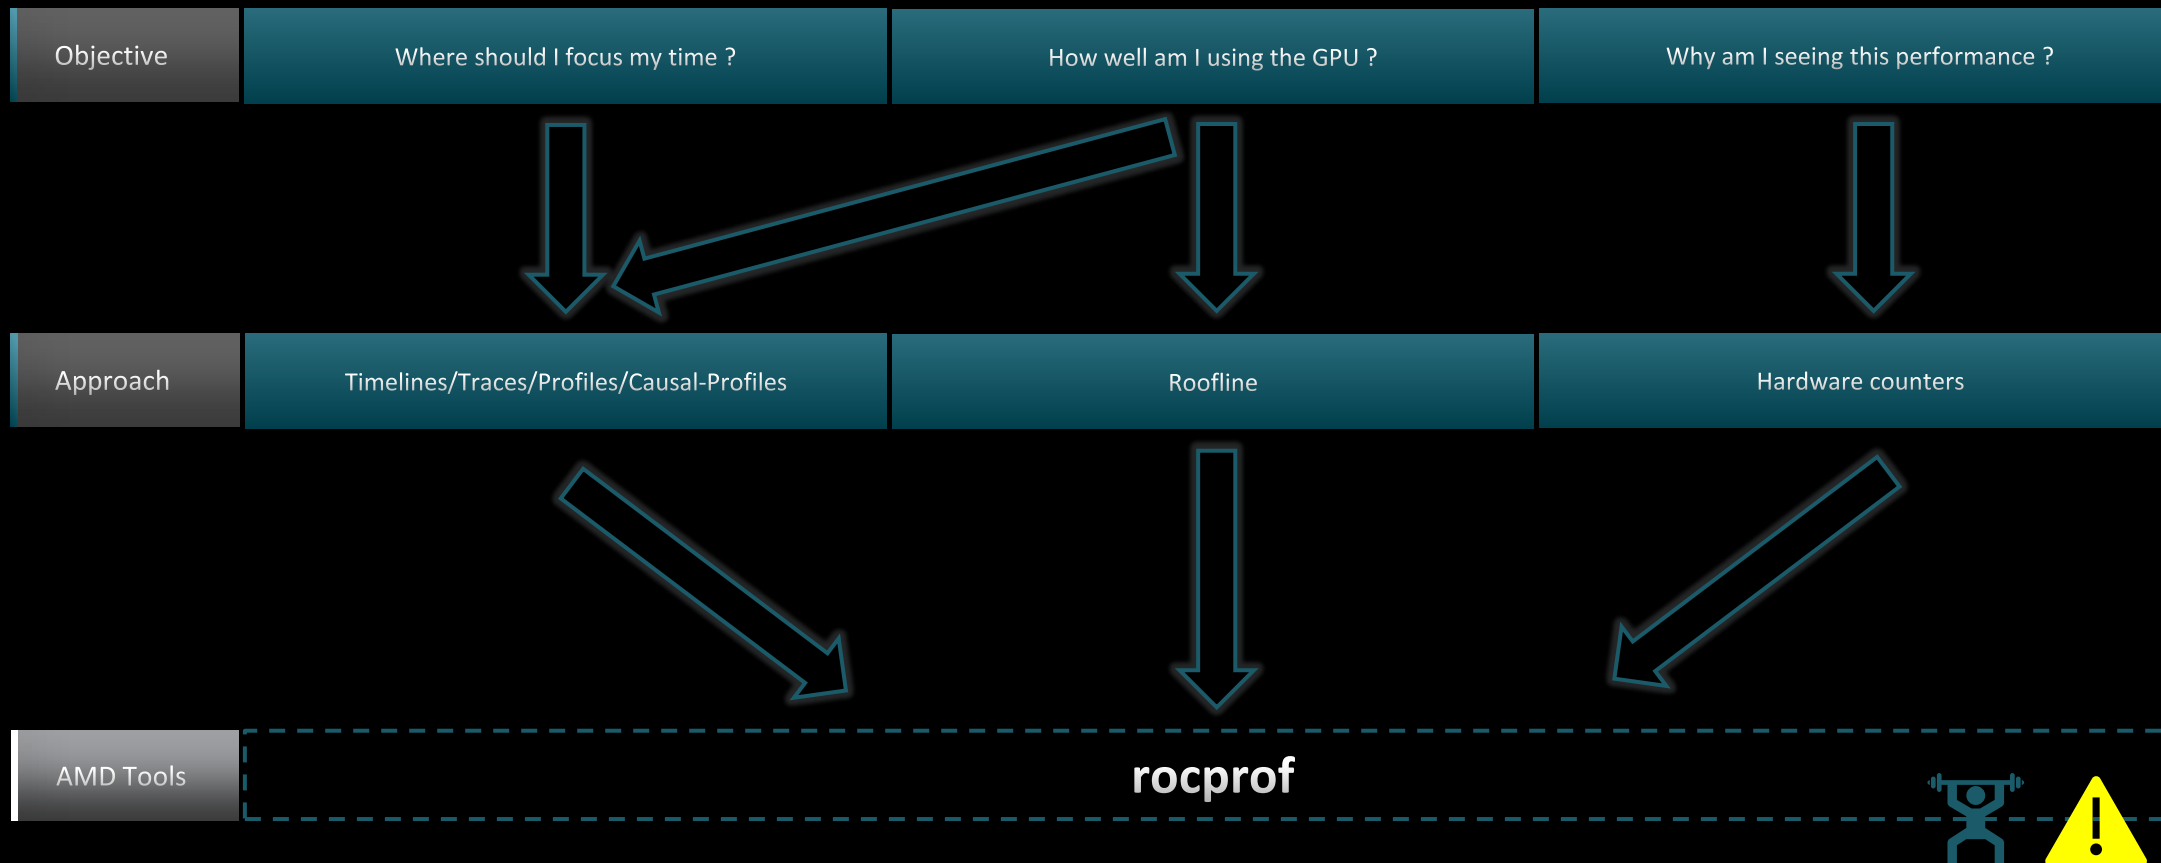 Objective
Where should I focus my time ?
How well am I using the GPU ?
Why am I seeing this performance ?
Approach
Timelines/Traces/Profiles/Causal-Profiles
Roofline
Hardware counters
AMD Tools
rocprof
!